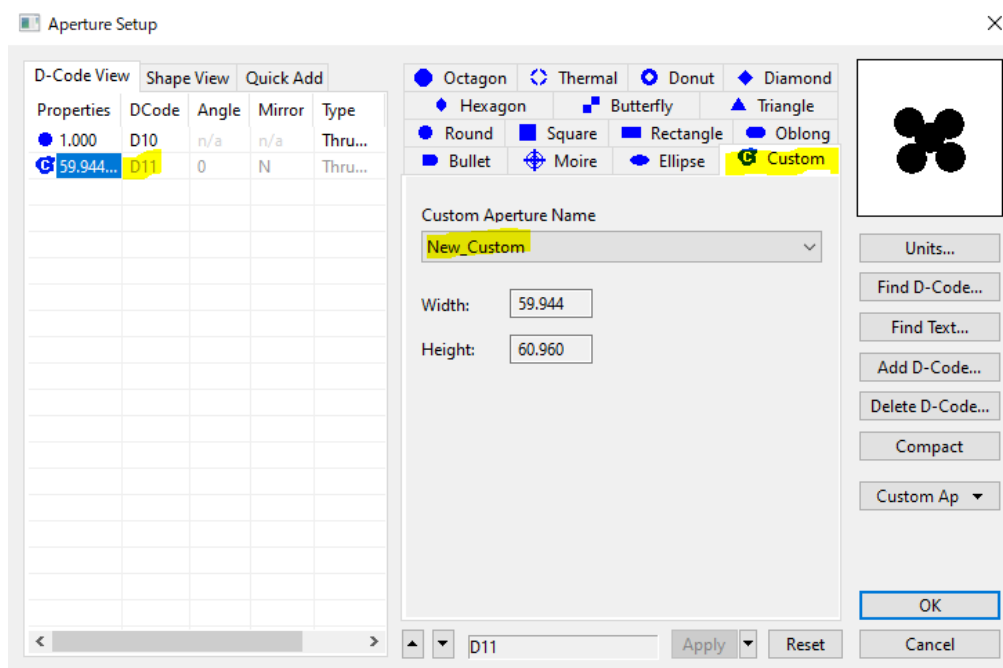 Aperture Setup
D-Code View Shape View Quick Add
Properties DCode Angle Mirror Type
1.000 D10 n/a n/a Thru...
59.944... D11 0 N Thru...
Octagon Thermal Donut Diamond
Hexagon Butterfly Triangle
Round Square Rectangle Oblong
Bullet Moire Ellipse Custom
Custom Aperture Name
New_Custom
Width: 59.944
Height: 60.960
Units...
Find D-Code...
Find Text...
Add D-Code...
Delete D-Code...
Compact
Custom Ap
OK
D11 Apply Reset Cancel